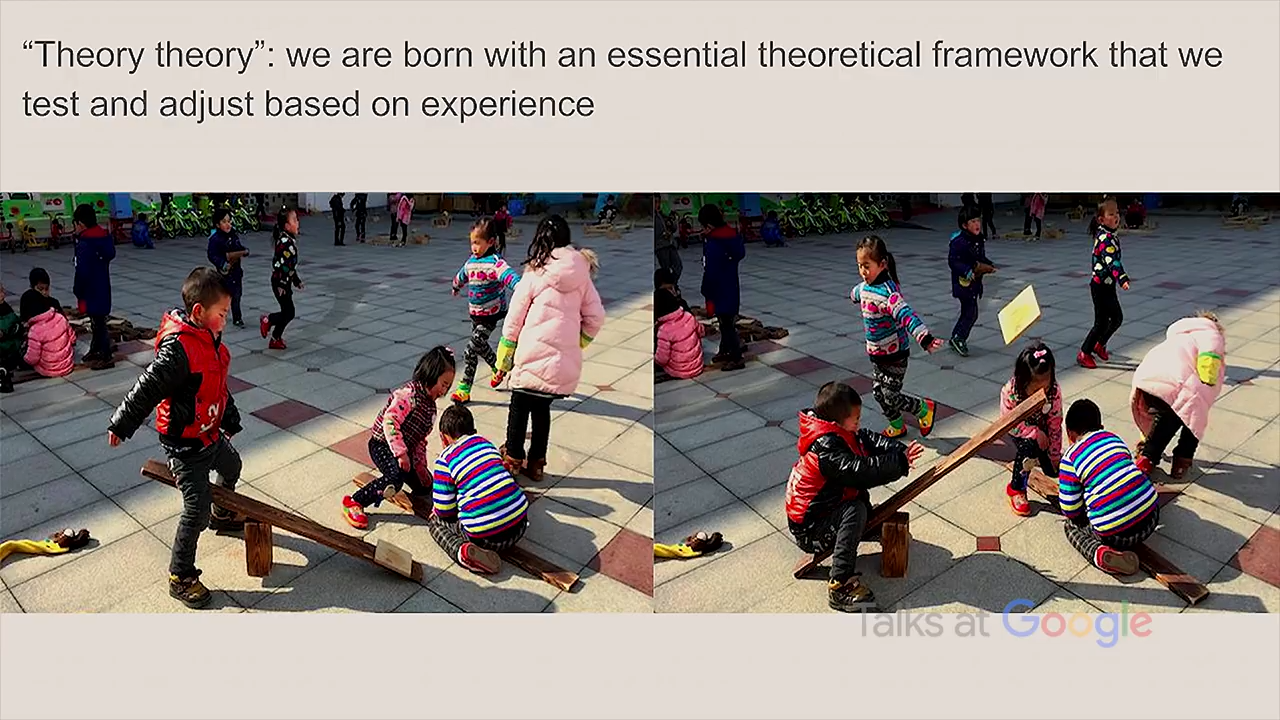 “Theory theory”: we are born with an essential theoretical framework that we
test and adjust based on experience
Talks at Google